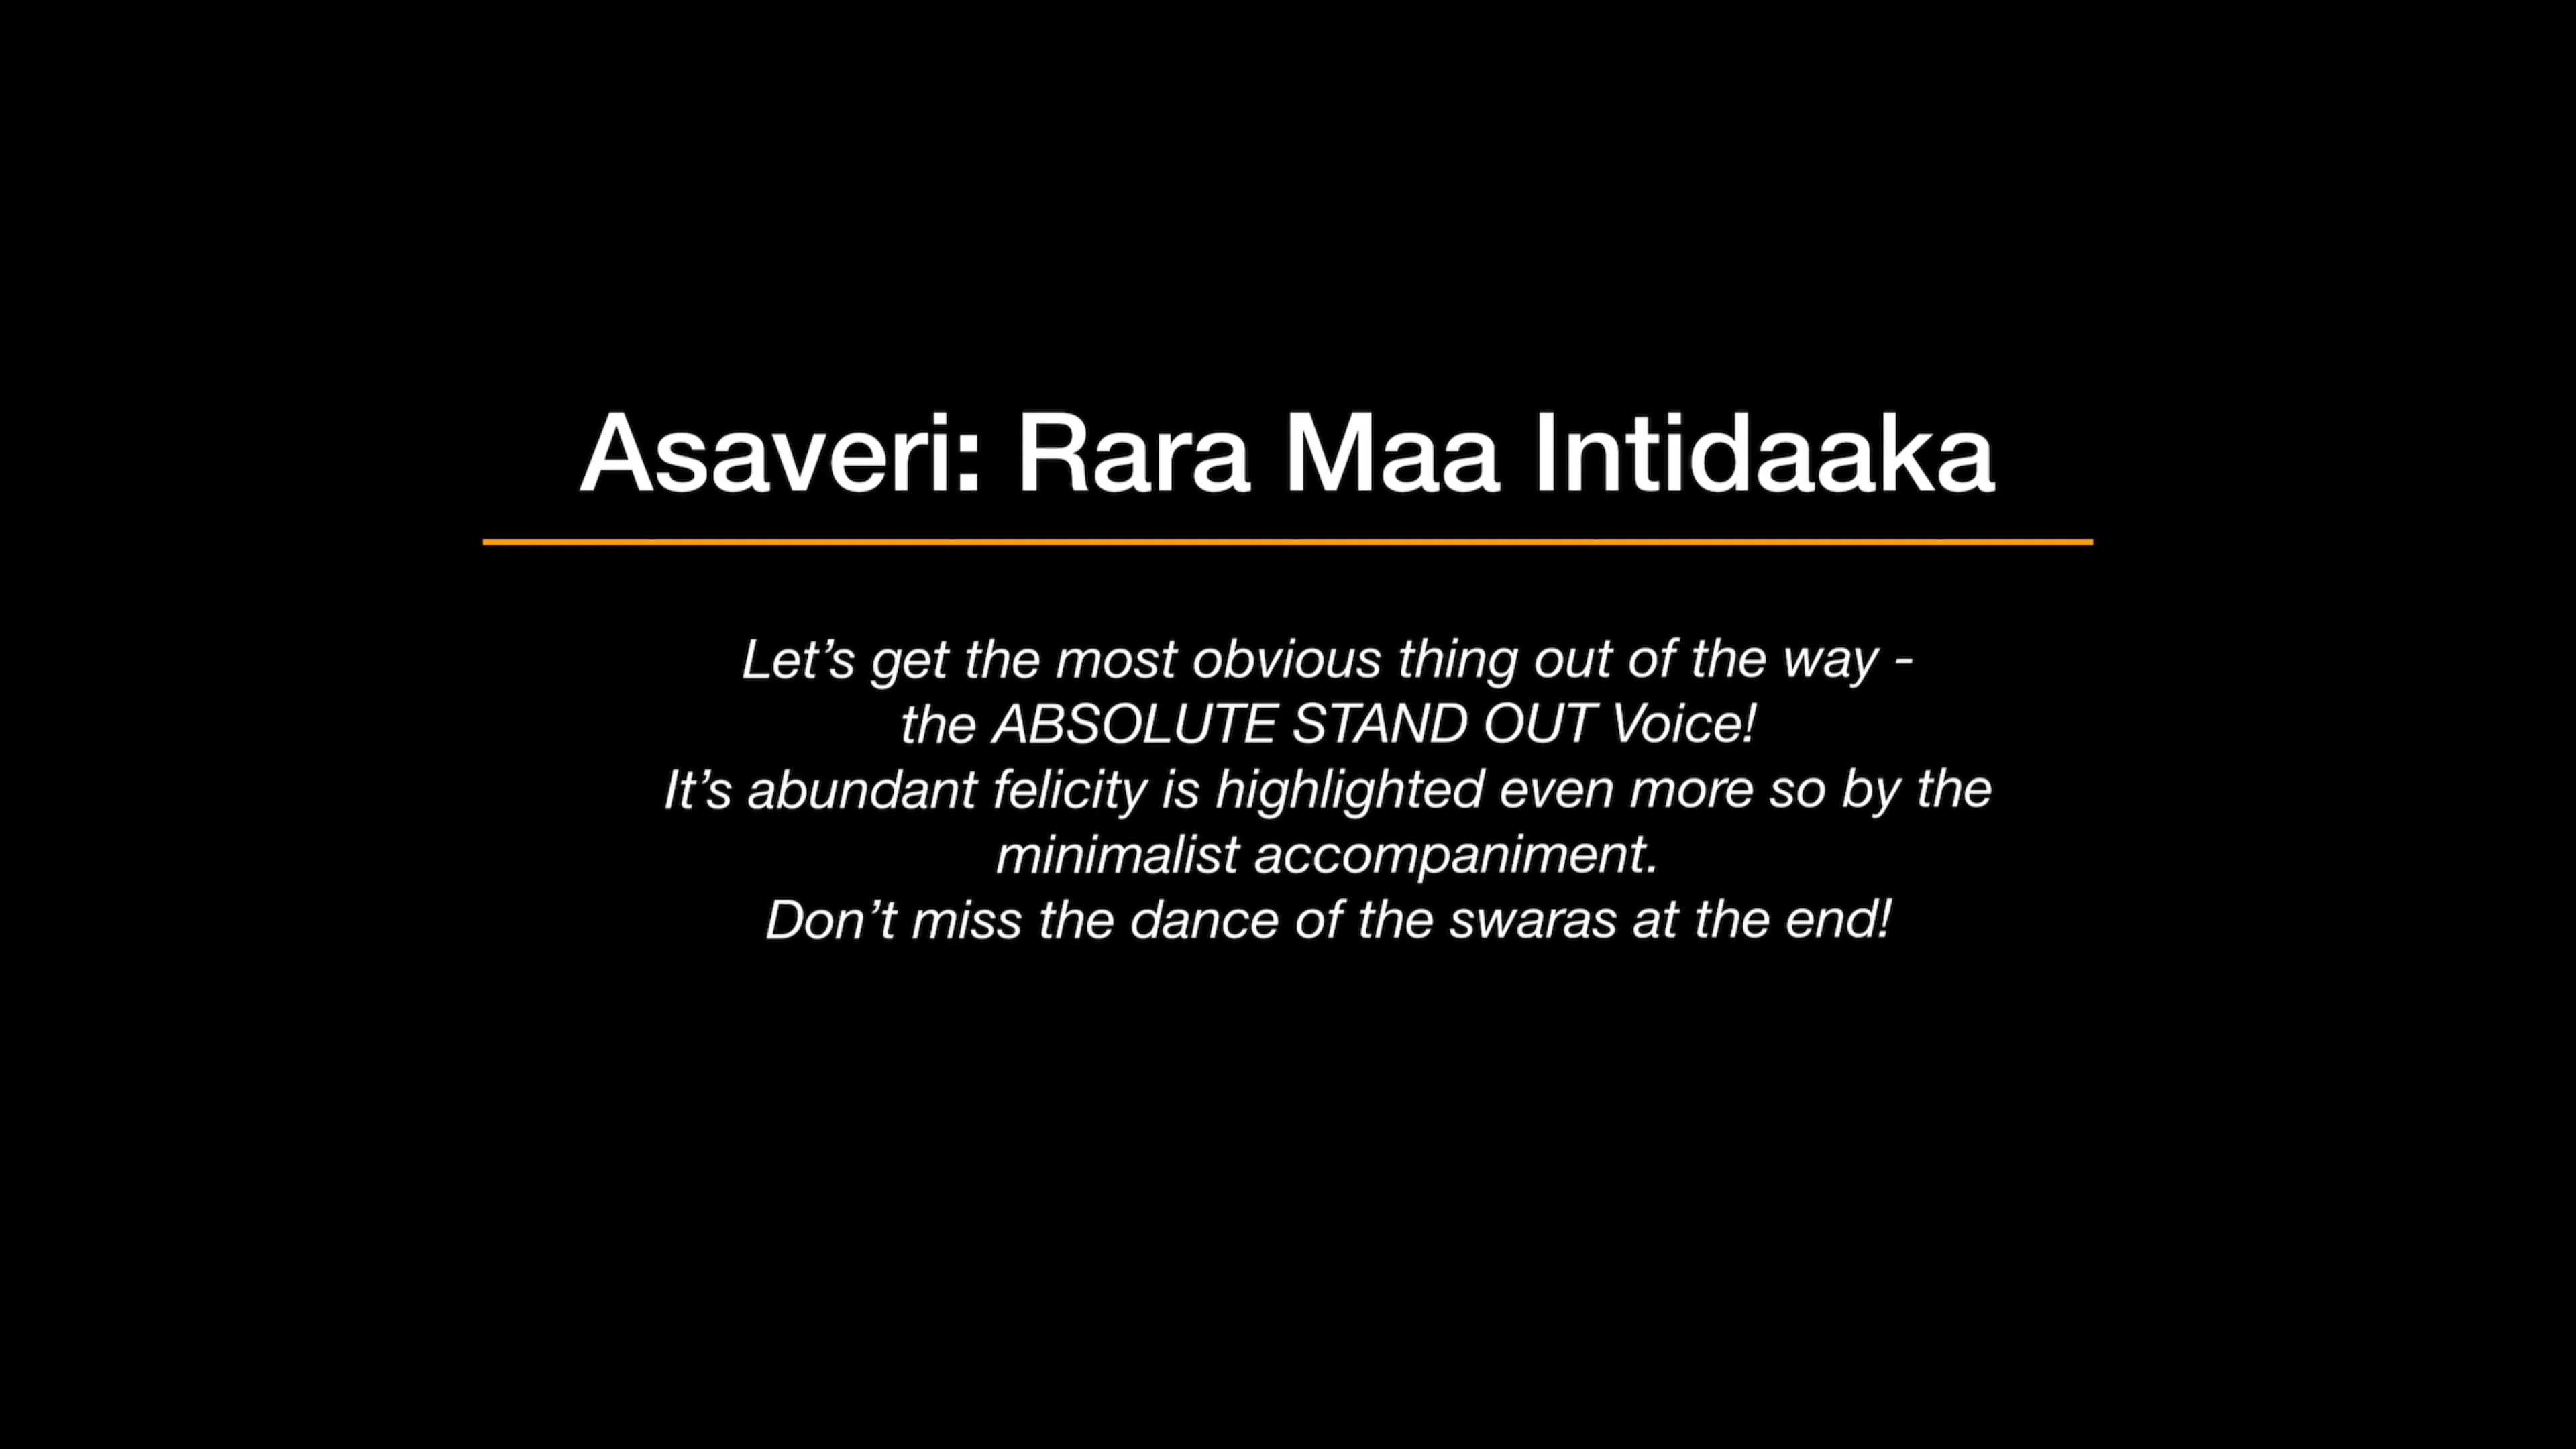 Asaveri: Rara Maa Intidaaka
Let’s get the most obvious thing out of the way -
the ABSOLUTE STAND OUT Voice!
It’s abundant felicity is highlighted even more so by the
minimalist accompaniment.
Don’t miss the dance of the swaras at the end!